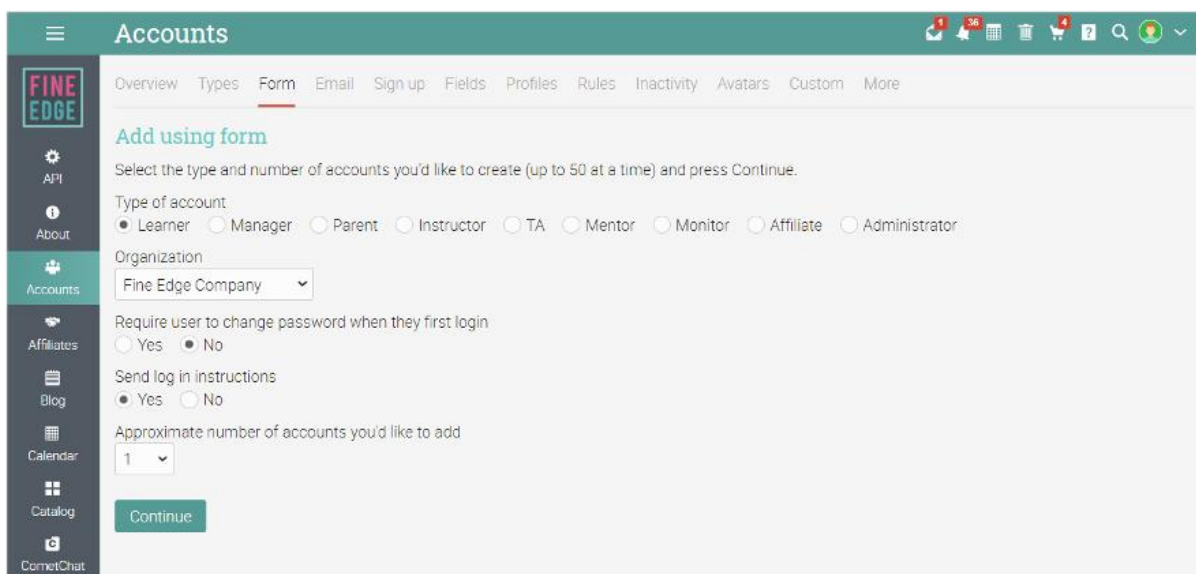 Accounts
1
36
4
?
FINE
EDGE
API
About
Accounts
Affiliates
Blog
Calendar
Catalog
CometChat
Overview Types Form Email Sign up Fields Profiles Rules Inactivity Avatars Custom More
Add using form
Select the type and number of accounts you'd like to create (up to 50 at a time) and press Continue.
Type of account
Learner Manager Parent Instructor TA Mentor Monitor Affiliate Administrator
Organization
Fine Edge Company
Require user to change password when they first login
Yes No
Send log in instructions
Yes No
Approximate number of accounts you'd like to add
1
Continue